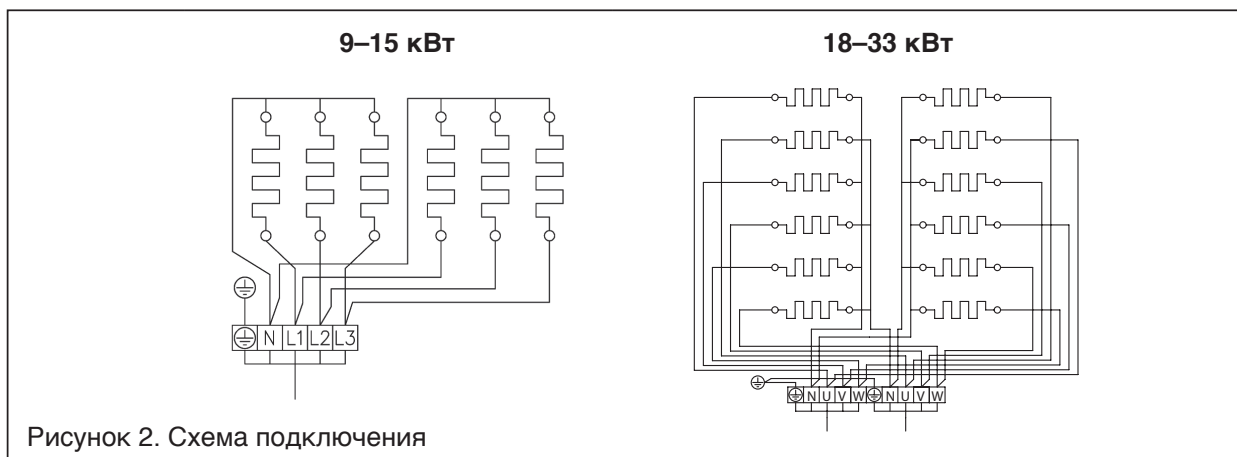 9–15 кВт
18–33 кВт
N L1 L2 L3
N U V W N U V W
Рисунок 2. Схема подключения